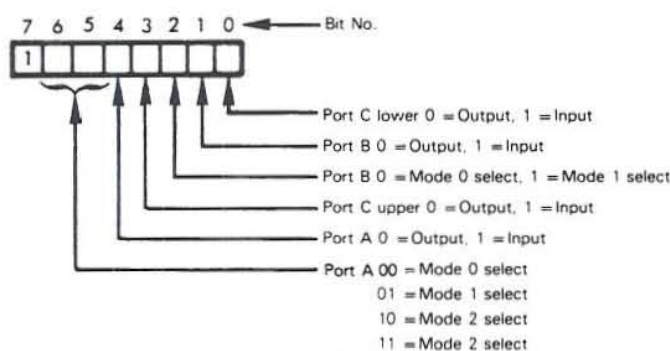 7 6 5 4 3 2 1 0 Bit No.
1
Port C lower 0 = Output, 1 = Input
Port B 0 = Output, 1 = Input
Port B 0 = Mode 0 select, 1 = Mode 1 select
Port C upper 0 = Output, 1 = Input
Port A 0 = Output, 1 = Input
Port A 00 = Mode 0 select
01 = Mode 1 select
10 = Mode 2 select
11 = Mode 2 select